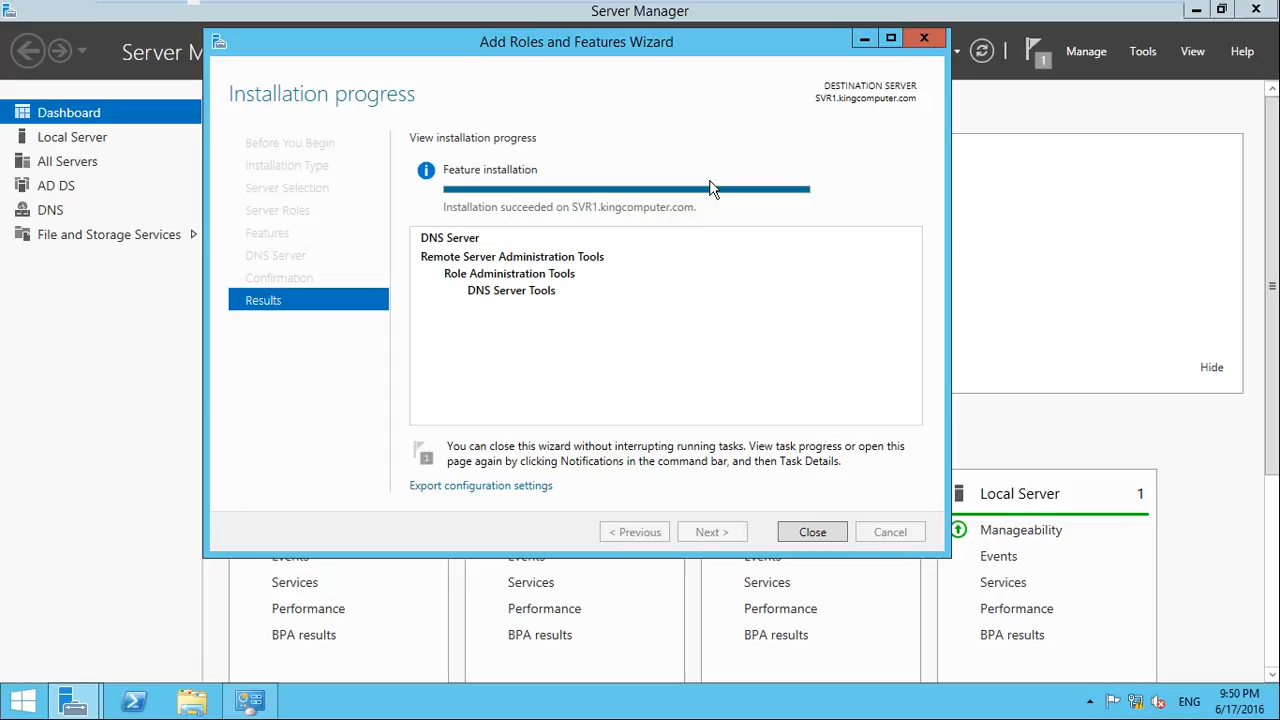 Server Manager
Server M
1
Manage
Tools
View
Help
Dashboard
Local Server
All Servers
AD DS
DNS
File and Storage Services
Add Roles and Features Wizard
Installation progress
DESTINATION SERVER
SVR1.kingcomputer.com
Before You Begin
Installation Type
Server Selection
Server Roles
Features
DNS Server
Confirmation
Results
View installation progress
Feature installation
Installation succeeded on SVR1.kingcomputer.com.
DNS Server
Remote Server Administration Tools
Role Administration Tools
DNS Server Tools
1
You can close this wizard without interrupting running tasks. View task progress or open this
page again by clicking Notifications in the command bar, and then Task Details.
Export configuration settings
< Previous
Next >
Close
Cancel
Hide
Local Server 1
Manageability
Events
Services
Performance
BPA results
Events
Services
Performance
BPA results
Events
Services
Performance
BPA results
Events
Services
Performance
BPA results
ENG
9:50 PM
6/17/2016